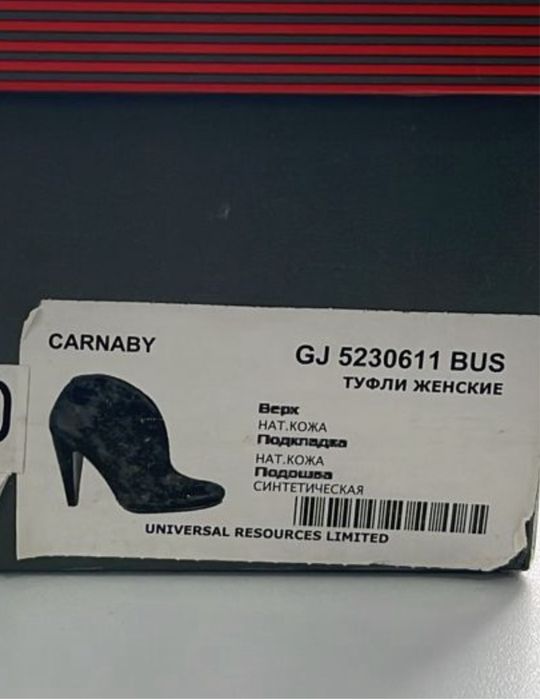 CARNABY
GJ 5230611 BUS
ТУФЛИ ЖЕНСКИЕ
Верх
НАТ.КОЖА
Подкладка
НАТ.КОЖА
Подошва
СИНТЕТИЧЕСКАЯ
UNIVERSAL RESOURCES LIMITED